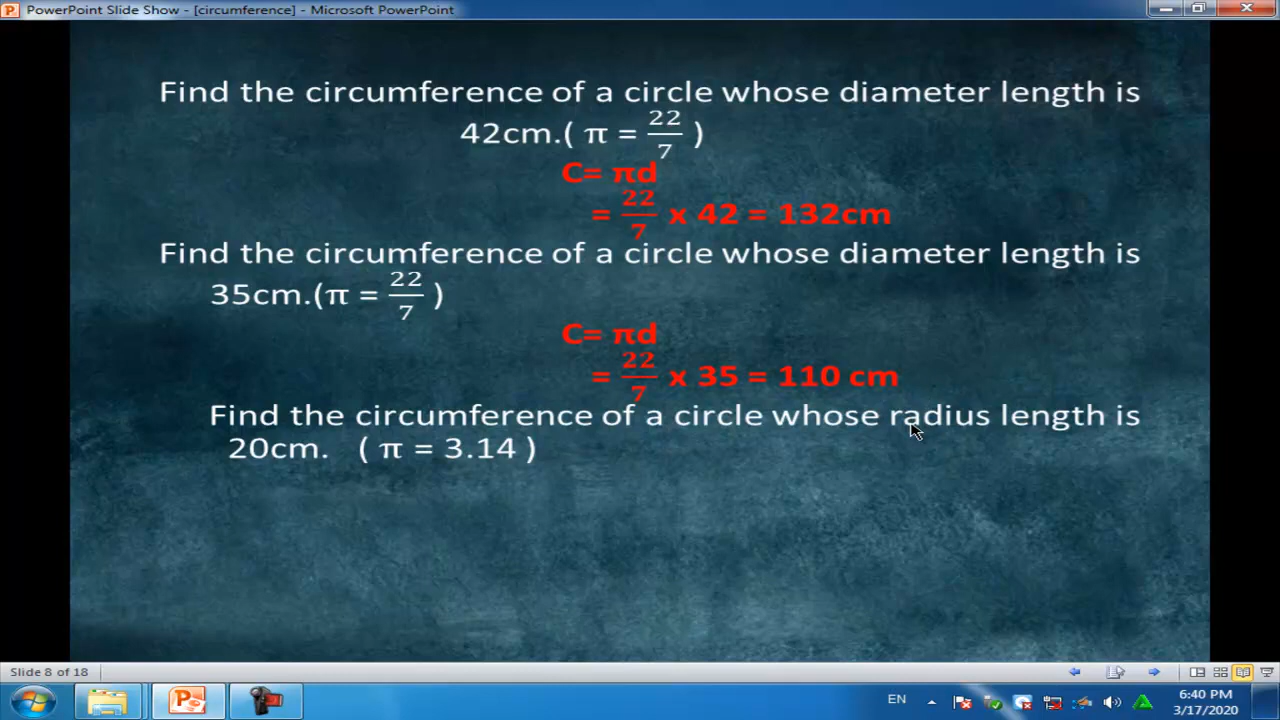 PowerPoint Slide Show - [circumference] - Microsoft PowerPoint
Find the circumference of a circle whose diameter length is
42cm.( π = 22/7 )
C= πd
= 22/7 x 42 = 132cm
Find the circumference of a circle whose diameter length is
35cm.(π = 22/7 )
C= πd
= 22/7 x 35 = 110 cm
Find the circumference of a circle whose radius length is
20cm. ( π = 3.14 )
Slide 8 of 18
EN
6:40 PM
3/17/2020